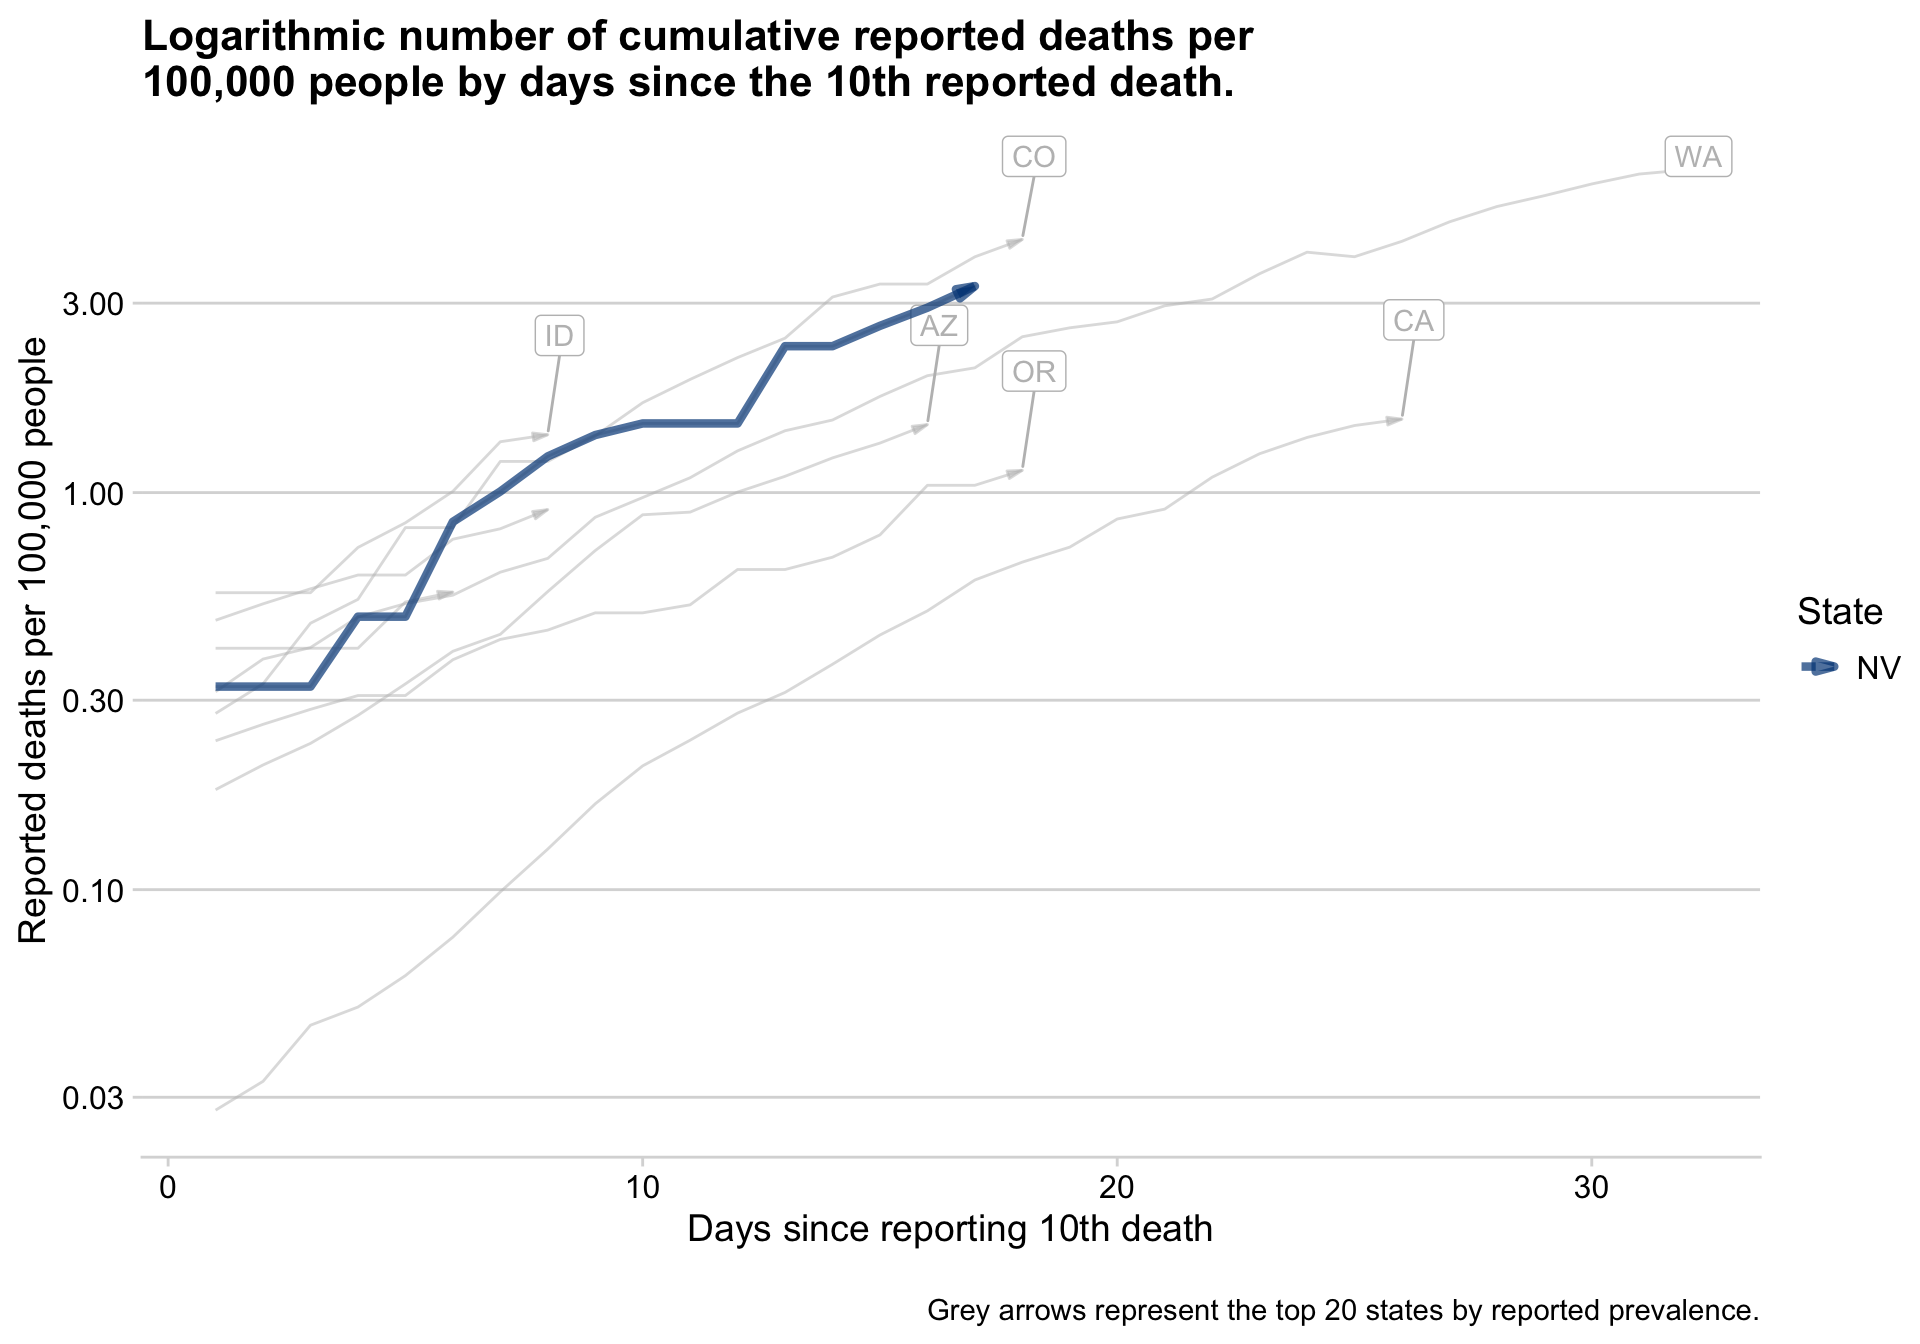 Logarithmic number of cumulative reported deaths per
100,000 people by days since the 10th reported death.
CO
WA
3.00
ID
AZ
CA
OR
1.00
0.30
0.10
0.03
Reported deaths per 100,000 people
State
NV
0
10
20
30
Days since reporting 10th death
Grey arrows represent the top 20 states by reported prevalence.